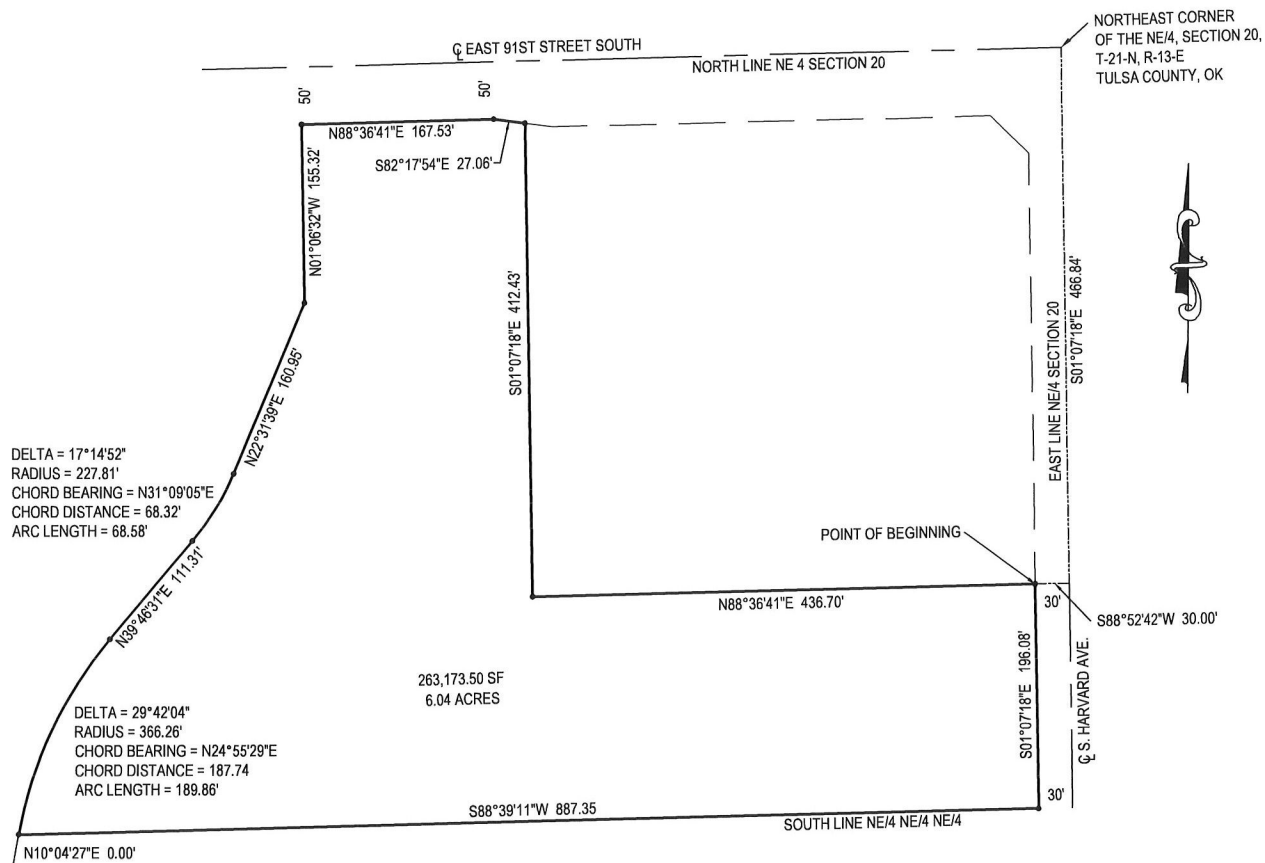 NORTHEAST CORNER
OF THE NE/4, SECTION 20,
T-21-N, R-13-E
TULSA COUNTY, OK
℄ EAST 91ST STREET SOUTH
NORTH LINE NE 4 SECTION 20
50'
50'
N88°36'41"E 167.53'
S82°17'54"E 27.06'
N01°06'32"W 155.32'
S01°07'18"E 412.43'
EAST LINE NE/4 SECTION 20
S01°07'18"E 466.84'
N22°31'39"E 160.95'
DELTA = 17°14'52"
RADIUS = 227.81'
CHORD BEARING = N31°09'05"E
CHORD DISTANCE = 68.32'
ARC LENGTH = 68.58'
POINT OF BEGINNING
N39°46'31"E 111.31'
N88°36'41"E 436.70'
30'
S88°52'42"W 30.00'
263,173.50 SF
6.04 ACRES
S01°07'18"E 196.08'
℄ S. HARVARD AVE.
DELTA = 29°42'04"
RADIUS = 366.26'
CHORD BEARING = N24°55'29"E
CHORD DISTANCE = 187.74
ARC LENGTH = 189.86'
30'
S88°39'11"W 887.35
SOUTH LINE NE/4 NE/4 NE/4
N10°04'27"E 0.00'